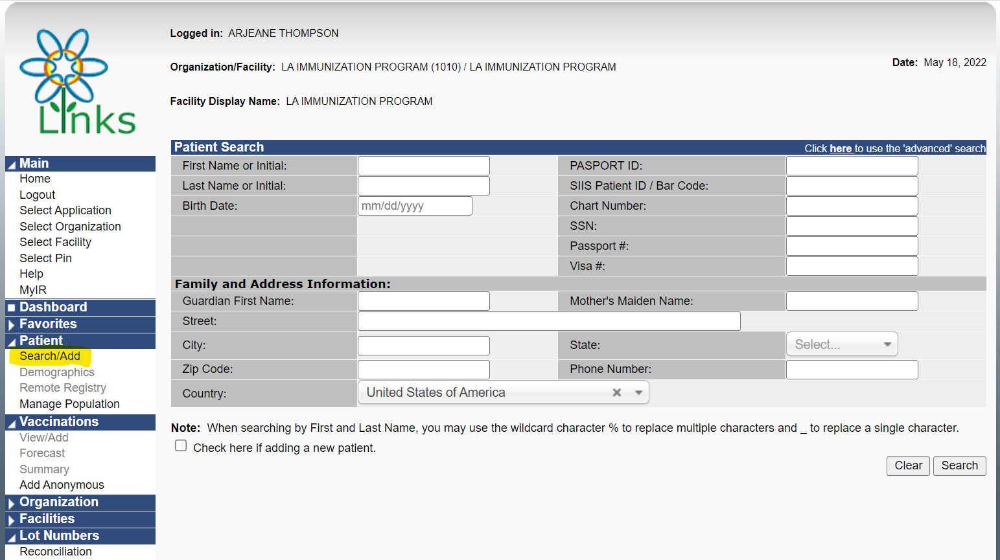 Links
Logged in: ARJEANE THOMPSON
Organization/Facility: LA IMMUNIZATION PROGRAM (1010) / LA IMMUNIZATION PROGRAM
Date: May 18, 2022
Facility Display Name: LA IMMUNIZATION PROGRAM
Main
Home
Logout
Select Application
Select Organization
Select Facility
Select Pin
Help
MyIR
Dashboard
Favorites
Patient
Search/Add
Demographics
Remote Registry
Manage Population
Vaccinations
View/Add
Forecast
Summary
Add Anonymous
Organization
Facilities
Lot Numbers
Reconciliation
Patient Search Click here to use the 'advanced' search
First Name or Initial: PASPORT ID:
Last Name or Initial: SIIS Patient ID / Bar Code:
Birth Date: mm/dd/yyyy Chart Number:
SSN:
Passport #:
Visa #:
Family and Address Information:
Guardian First Name: Mother's Maiden Name:
Street:
City: State: Select...
Zip Code: Phone Number:
Country: United States of America
Note: When searching by First and Last Name, you may use the wildcard character % to replace multiple characters and _ to replace a single character.
Check here if adding a new patient.
Clear Search